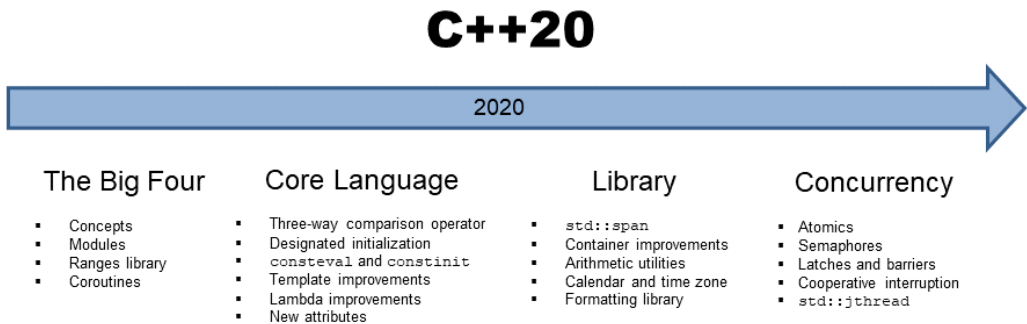 C++20
2020
The Big Four
▪ Concepts
▪ Modules
▪ Ranges library
▪ Coroutines
Core Language
▪ Three-way comparison operator
▪ Designated initialization
▪ consteval and constinit
▪ Template improvements
▪ Lambda improvements
▪ New attributes
Library
▪ std::span
▪ Container improvements
▪ Arithmetic utilities
▪ Calendar and time zone
▪ Formatting library
Concurrency
▪ Atomics
▪ Semaphores
▪ Latches and barriers
▪ Cooperative interruption
▪ std::jthread